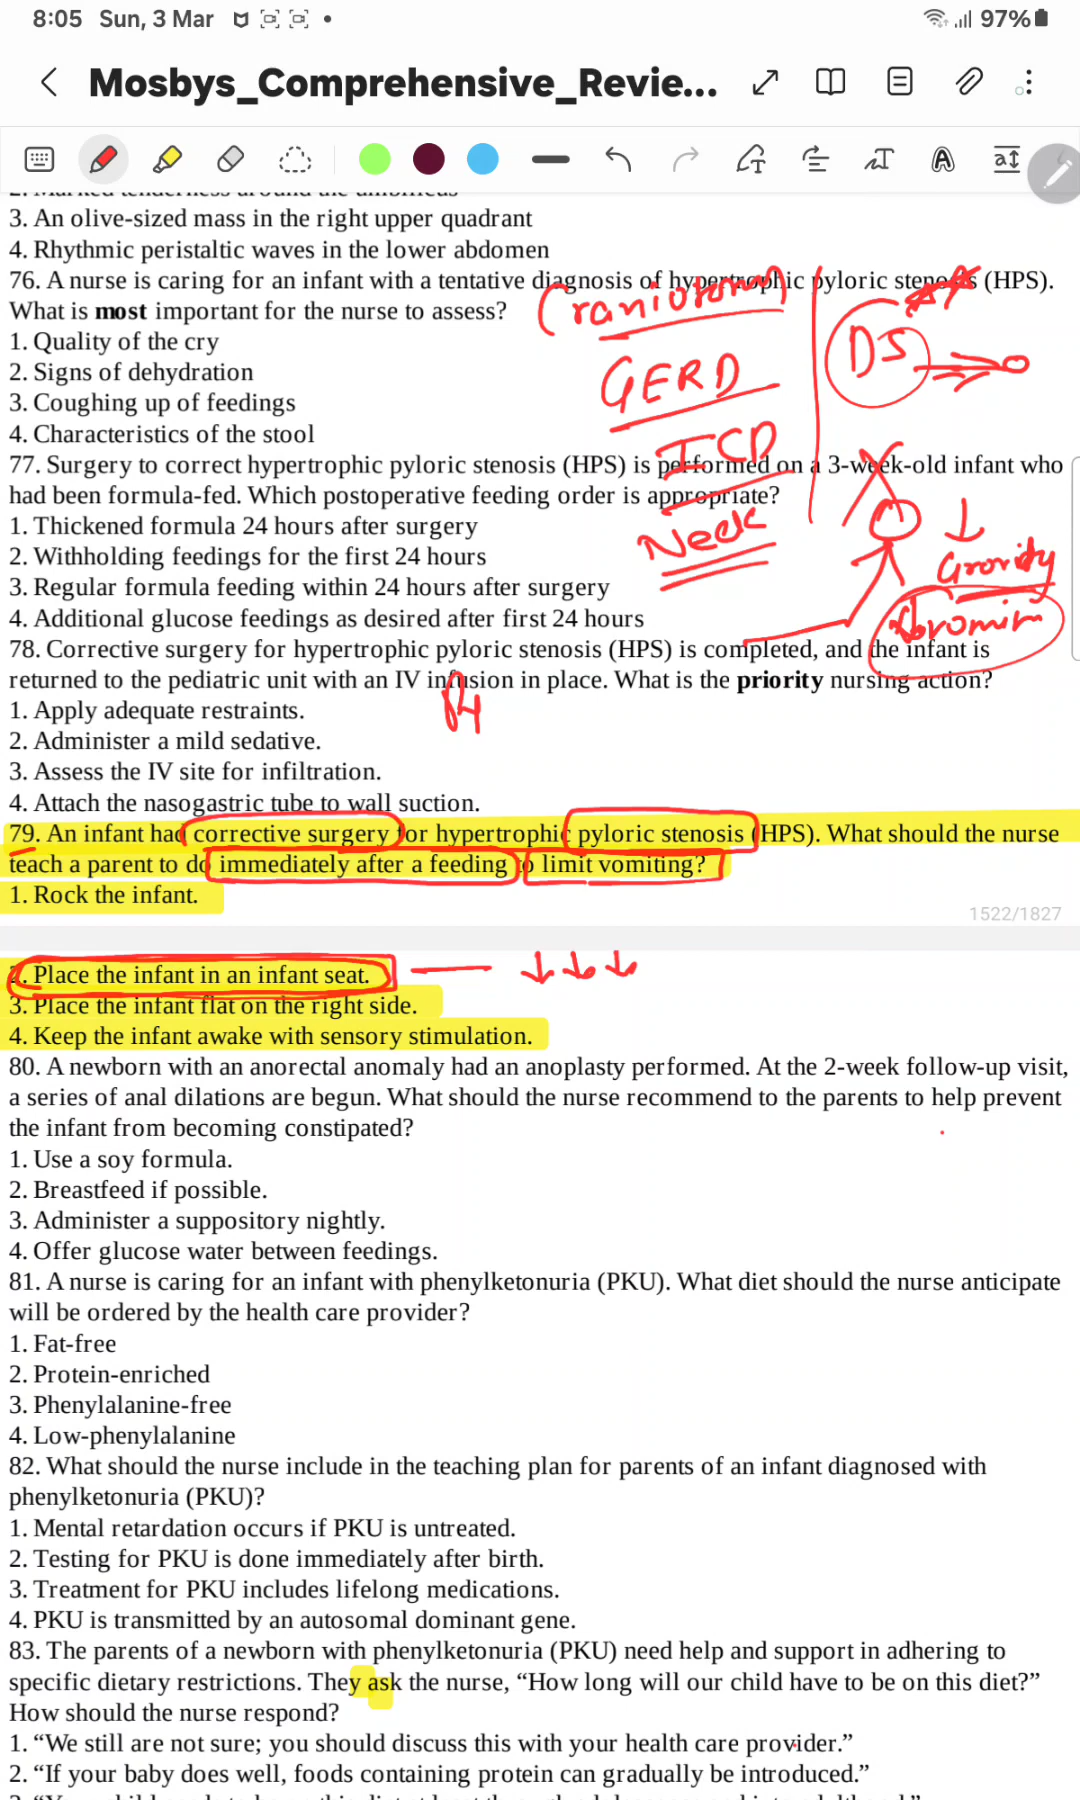 8:05 Sun, 3 Mar 97%
Mosbys_Comprehensive_Revie...
3. An olive-sized mass in the right upper quadrant
4. Rhythmic peristaltic waves in the lower abdomen
76. A nurse is caring for an infant with a tentative diagnosis of hypertrophic pyloric stenosis (HPS).
What is most important for the nurse to assess?
Craniotomy
1. Quality of the cry
DS
2. Signs of dehydration
GERD
3. Coughing up of feedings
4. Characteristics of the stool
ICP
77. Surgery to correct hypertrophic pyloric stenosis (HPS) is performed on a 3-week-old infant who
had been formula-fed. Which postoperative feeding order is appropriate?
1. Thickened formula 24 hours after surgery
Neck
2. Withholding feedings for the first 24 hours
Gravity
3. Regular formula feeding within 24 hours after surgery
4. Additional glucose feedings as desired after first 24 hours
78. Corrective surgery for hypertrophic pyloric stenosis (HPS) is completed, and the infant is
returned to the pediatric unit with an IV infusion in place. What is the priority nursing action?
1. Apply adequate restraints.
2. Administer a mild sedative.
3. Assess the IV site for infiltration.
4. Attach the nasogastric tube to wall suction.
79. An infant had corrective surgery for hypertrophic pyloric stenosis (HPS). What should the nurse
teach a parent to do immediately after a feeding to limit vomiting?
1. Rock the infant.
1522/1827
2. Place the infant in an infant seat.
3. Place the infant flat on the right side.
4. Keep the infant awake with sensory stimulation.
80. A newborn with an anorectal anomaly had an anoplasty performed. At the 2-week follow-up visit,
a series of anal dilations are begun. What should the nurse recommend to the parents to help prevent
the infant from becoming constipated?
1. Use a soy formula.
2. Breastfeed if possible.
3. Administer a suppository nightly.
4. Offer glucose water between feedings.
81. A nurse is caring for an infant with phenylketonuria (PKU). What diet should the nurse anticipate
will be ordered by the health care provider?
1. Fat-free
2. Protein-enriched
3. Phenylalanine-free
4. Low-phenylalanine
82. What should the nurse include in the teaching plan for parents of an infant diagnosed with
phenylketonuria (PKU)?
1. Mental retardation occurs if PKU is untreated.
2. Testing for PKU is done immediately after birth.
3. Treatment for PKU includes lifelong medications.
4. PKU is transmitted by an autosomal dominant gene.
83. The parents of a newborn with phenylketonuria (PKU) need help and support in adhering to
specific dietary restrictions. They ask the nurse, “How long will our child have to be on this diet?”
How should the nurse respond?
1. “We still are not sure; you should discuss this with your health care provider.”
2. “If your baby does well, foods containing protein can gradually be introduced.”